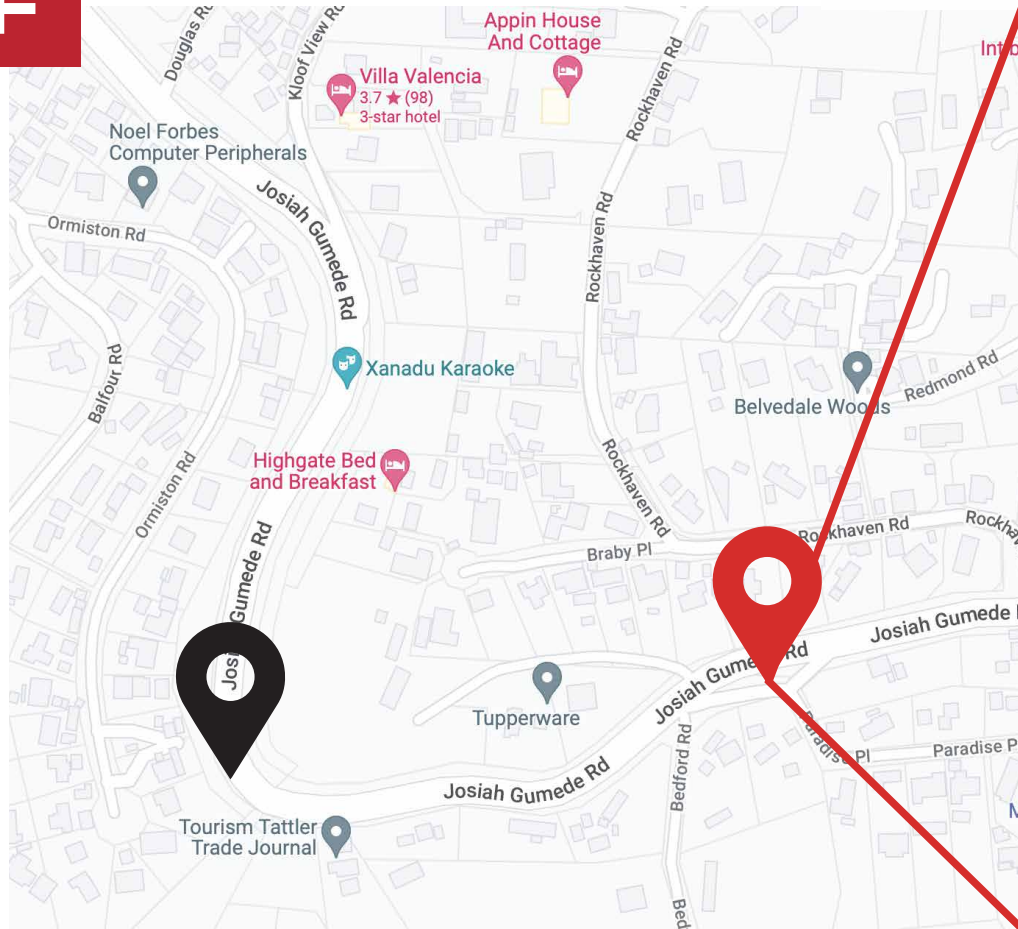 F
Appin House
And Cottage
Douglas Rd
Kloof View Rd
Villa Valencia
3.7 ★ (98)
3-star hotel
Rockhaven Rd
Noel Forbes
Computer Peripherals
Josiah Gumede Rd
Ormiston Rd
Rockhaven Rd
Balfour Rd
Xanadu Karaoke
Belvedale Woods
Redmond Rd
Highgate Bed
and Breakfast
Ormiston Rd
Rockhaven Rd
Rockhaven Rd
Braby Pl
Gumede Rd
Josiah Gumede
Josiah Gumede Rd
Tupperware
Bedford Rd
Paradise Pl
Paradise P
Josiah Gumede Rd
Tourism Tattler
Trade Journal
Bed